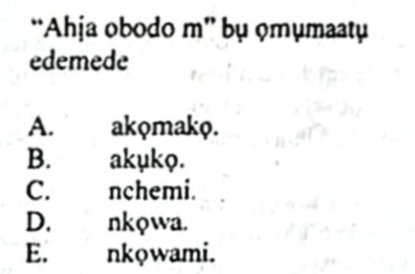 “Ahịa obodo m” bụ ọmụmaatụ
edemede
A. akọmakọ.
B. akụkọ.
C. nchemi.
D. nkọwa.
E. nkọwami.